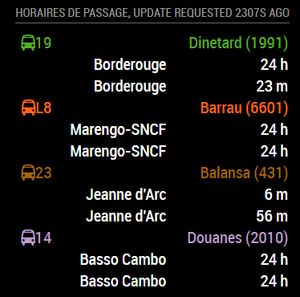 HORAIRES DE PASSAGE, UPDATE REQUESTED 2307S AGO
19 Dinetard (1991)
Borderouge 24 h
Borderouge 23 m
L8 Barrau (6601)
Marengo-SNCF 24 h
Marengo-SNCF 24 h
23 Balansa (431)
Jeanne d'Arc 6 m
Jeanne d'Arc 56 m
14 Douanes (2010)
Basso Cambo 24 h
Basso Cambo 24 h